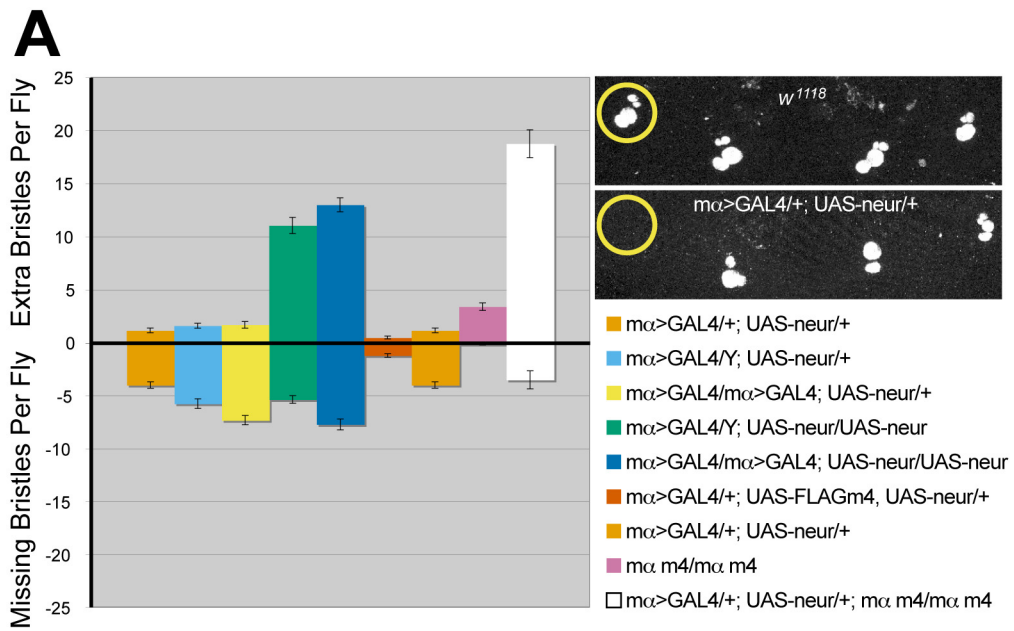 A
Extra Bristles Per Fly
Missing Bristles Per Fly
25
20
15
10
5
0
-5
-10
-15
-20
-25
w1118
mα>GAL4/+; UAS-neur/+
mα>GAL4/+; UAS-neur/+
mα>GAL4/Y; UAS-neur/+
mα>GAL4/mα>GAL4; UAS-neur/+
mα>GAL4/Y; UAS-neur/UAS-neur
mα>GAL4/mα>GAL4; UAS-neur/UAS-neur
mα>GAL4/+; UAS-FLAGm4, UAS-neur/+
mα>GAL4/+; UAS-neur/+
mα m4/mα m4
mα>GAL4/+; UAS-neur/+; mα m4/mα m4